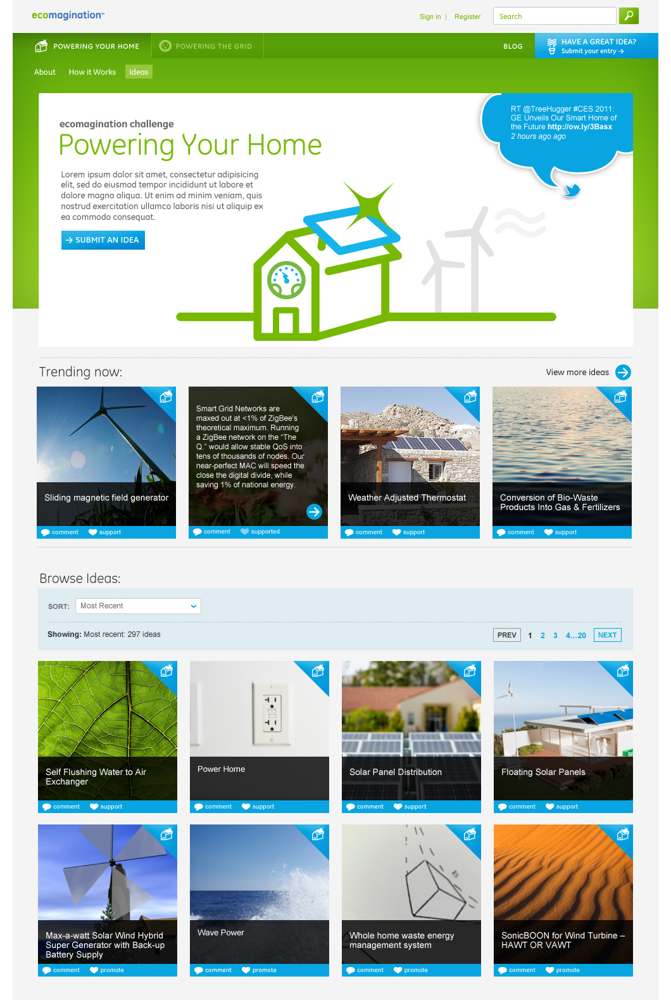 ecomagination™
Sign in | Register
Search
POWERING YOUR HOME
POWERING THE GRID
BLOG
HAVE A GREAT IDEA?
Submit your entry →
About
How it Works
Ideas
ecomagination challenge
Powering Your Home
Lorem ipsum dolor sit amet, consectetur adipisicing
elit, sed do eiusmod tempor incididunt ut labore et
dolore magna aliqua. Ut enim ad minim veniam, quis
nostrud exercitation ullamco laboris nisi ut aliquip ex
ea commodo consequat.
→ SUBMIT AN IDEA
RT @TreeHugger #CES 2011:
GE Unveils Our Smart Home of
the Future http://ow.ly/3Basx
2 hours ago ago
Trending now:
View more ideas
Sliding magnetic field generator
comment support
Smart Grid Networks are
maxed out at <1% of ZigBee's
theoretical maximum. Running
a ZigBee network on the “The
Q.” would allow stable QoS into
tens of thousands of nodes. Our
near-perfect MAC will speed the
close the digital divide, while
saving 1% of national energy.
comment supported
Weather Adjusted Thermostat
comment support
Conversion of Bio-Waste
Products Into Gas & Fertilizers
comment support
Browse Ideas:
SORT: Most Recent
Showing: Most recent: 297 ideas
PREV 1 2 3 4...20 NEXT
Self Flushing Water to Air
Exchanger
comment support
Power Home
comment support
Solar Panel Distribution
comment support
Floating Solar Panels
comment support
Max-a-watt Solar Wind Hybrid
Super Generator with Back-up
Battery Supply
comment promote
Wave Power
comment promote
Whole home waste energy
management system
comment promote
SonicBOON for Wind Turbine –
HAWT OR VAWT
comment promote